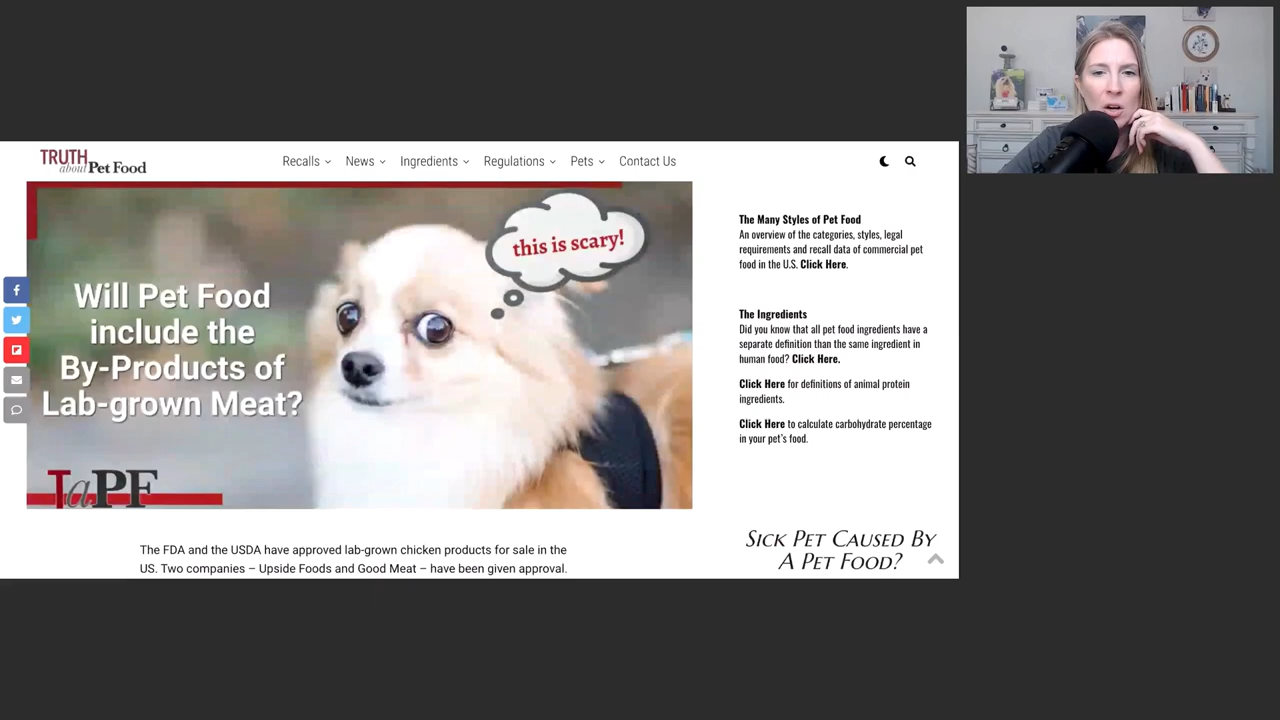 TRUTH
about Pet Food
Recalls
News
Ingredients
Regulations
Pets
Contact Us
this is scary!
Will Pet Food
include the
By-Products of
Lab-grown Meat?
TaPF
The FDA and the USDA have approved lab-grown chicken products for sale in the
US. Two companies – Upside Foods and Good Meat – have been given approval.
The Many Styles of Pet Food
An overview of the categories, styles, legal
requirements and recall data of commercial pet
food in the U.S. Click Here.
The Ingredients
Did you know that all pet food ingredients have a
separate definition than the same ingredient in
human food? Click Here.
Click Here for definitions of animal protein
ingredients.
Click Here to calculate carbohydrate percentage
in your pet's food.
Sick Pet Caused By
A Pet Food?